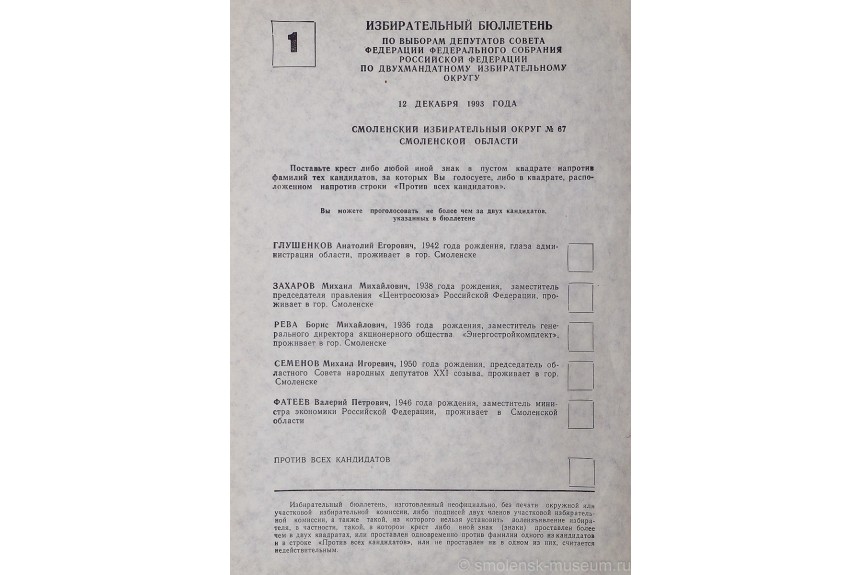 1
ИЗБИРАТЕЛЬНЫЙ БЮЛЛЕТЕНЬ
ПО ВЫБОРАМ ДЕПУТАТОВ СОВЕТА
ФЕДЕРАЦИИ ФЕДЕРАЛЬНОГО СОБРАНИЯ
РОССИЙСКОЙ ФЕДЕРАЦИИ
ПО ДВУХМАНДАТНОМУ ИЗБИРАТЕЛЬНОМУ
ОКРУГУ
12 ДЕКАБРЯ 1993 ГОДА
СМОЛЕНСКИЙ ИЗБИРАТЕЛЬНЫЙ ОКРУГ № 67
СМОЛЕНСКОЙ ОБЛАСТИ
Поставьте крест либо любой иной знак в пустом квадрате напротив
фамилий тех кандидатов, за которых Вы голосуете, либо в квадрате, распо-
ложенном напротив строки «Против всех кандидатов».
Вы можете проголосовать не более чем за двух кандидатов,
указанных в бюллетене
ГЛУШЕНКОВ Анатолий Егорович, 1942 года рождения, глава адми-
нистрации области, проживает в гор. Смоленске
ЗАХАРОВ Михаил Михайлович, 1938 года рождения, заместитель
председателя правления «Центросоюза» Российской Федерации, про-
живает в гор. Смоленске
РЕВА Борис Михайлович, 1936 года рождения, заместитель гене-
рального директора акционерного общества «Энергостройкомплект»,
проживает в гор. Смоленске
СЕМЕНОВ Михаил Игоревич, 1950 года рождения, председатель об-
ластного Совета народных депутатов XXI созыва, проживает в гор.
Смоленске
ФАТЕЕВ Валерий Петрович, 1946 года рождения, заместитель мини-
стра экономики Российской Федерации, проживает в Смоленской
области
ПРОТИВ ВСЕХ КАНДИДАТОВ
Избирательный бюллетень, изготовленный неофициально, без печати окружной или
участковой избирательной комиссии, либо подписей двух членов участковой избиратель-
ной комиссии, а также такой, из которого нельзя установить волеизъявление избира-
теля, в частности, такой, в котором крест либо иной знак (знаки) проставлен более
чем в двух квадратах, или проставлен одновременно против фамилии одного из кандидатов
и в строке «Против всех кандидатов», или не проставлен ни в одном из них, считается
недействительным.
© smolensk-museum.ru